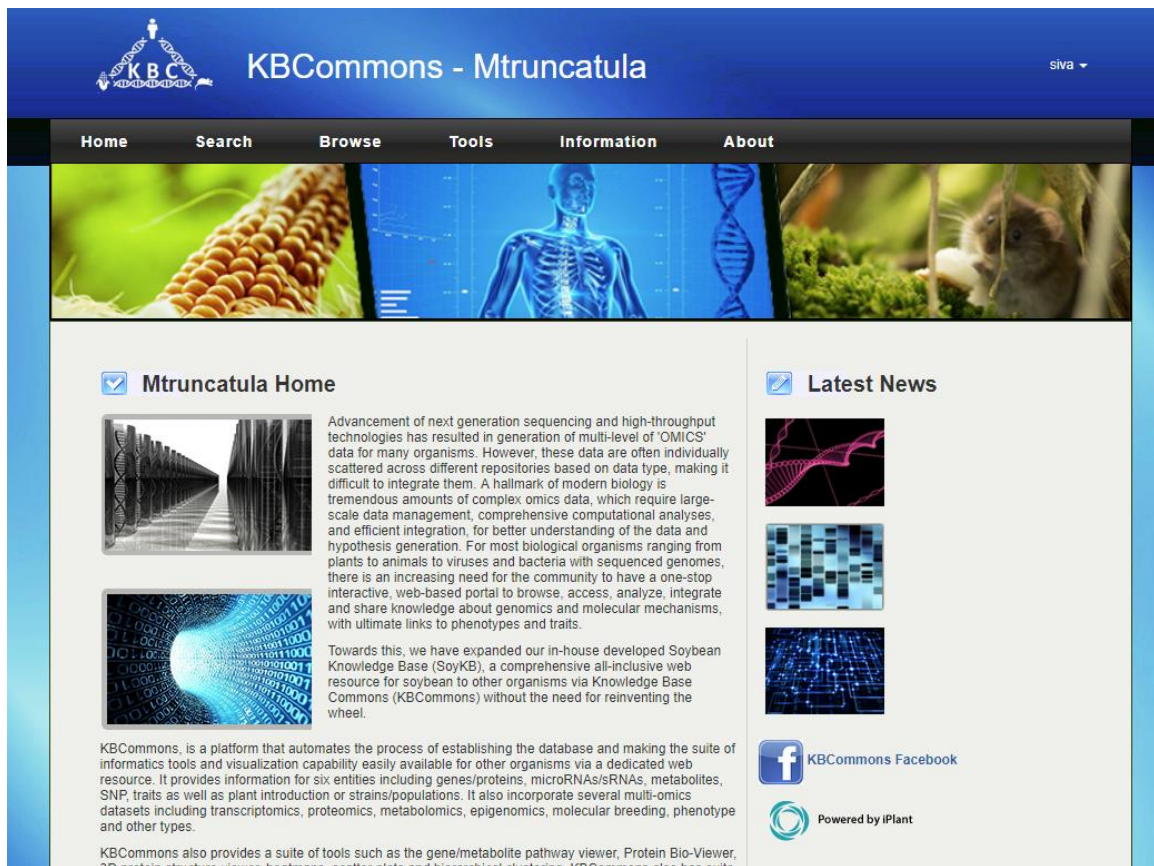 KBC
KBCommons - Mtruncatula
siva
Home Search Browse Tools Information About
Mtruncatula Home
Advancement of next generation sequencing and high-throughput
technologies has resulted in generation of multi-level of 'OMICS'
data for many organisms. However, these data are often individually
scattered across different repositories based on data type, making it
difficult to integrate them. A hallmark of modern biology is
tremendous amounts of complex omics data, which require large-
scale data management, comprehensive computational analyses,
and efficient integration, for better understanding of the data and
hypothesis generation. For most biological organisms ranging from
plants to animals to viruses and bacteria with sequenced genomes,
there is an increasing need for the community to have a one-stop
interactive, web-based portal to browse, access, analyze, integrate
and share knowledge about genomics and molecular mechanisms,
with ultimate links to phenotypes and traits.
Towards this, we have expanded our in-house developed Soybean
Knowledge Base (SoyKB), a comprehensive all-inclusive web
resource for soybean to other organisms via Knowledge Base
Commons (KBCommons) without the need for reinventing the
wheel.
KBCommons, is a platform that automates the process of establishing the database and making the suite of
informatics tools and visualization capability easily available for other organisms via a dedicated web
resource. It provides information for six entities including genes/proteins, microRNAs/sRNAs, metabolites,
SNP, traits as well as plant introduction or strains/populations. It also incorporate several multi-omics
datasets including transcriptomics, proteomics, metabolomics, epigenomics, molecular breeding, phenotype
and other types.
KBCommons also provides a suite of tools such as the gene/metabolite pathway viewer, Protein Bio-Viewer,
Latest News
KBCommons Facebook
Powered by iPlant